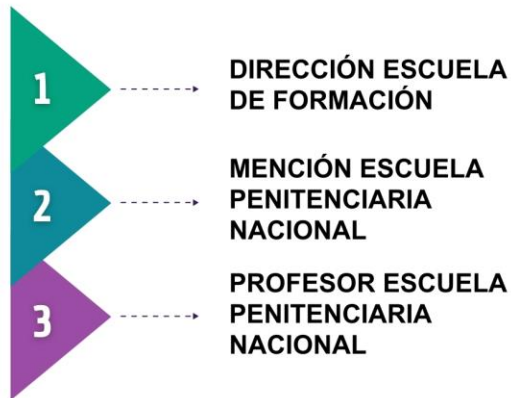 1
DIRECCIÓN ESCUELA
DE FORMACIÓN
2
MENCIÓN ESCUELA
PENITENCIARIA
NACIONAL
3
PROFESOR ESCUELA
PENITENCIARIA
NACIONAL